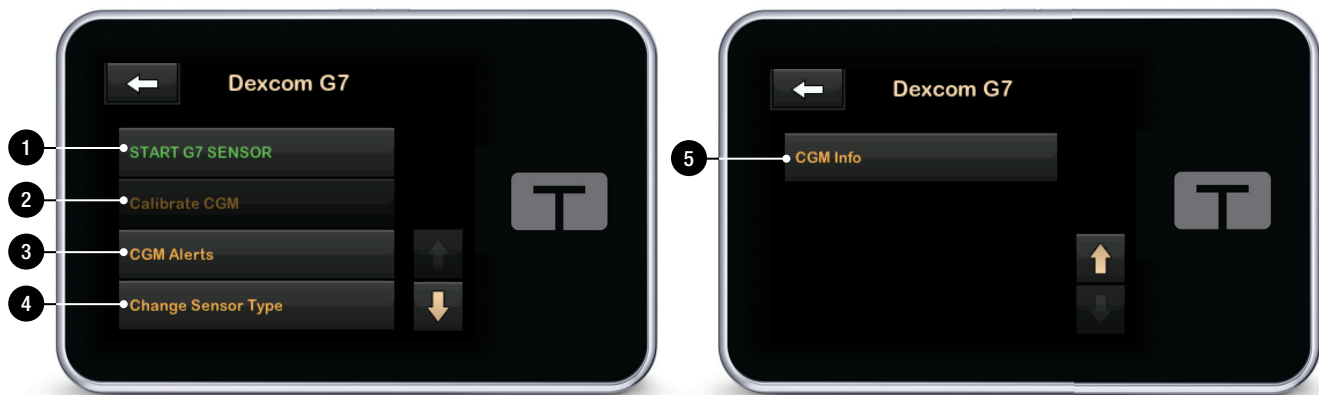 Dexcom G7
1 START G7 SENSOR
2 Calibrate CGM
3 CGM Alerts
4 Change Sensor Type
Dexcom G7
5 CGM Info